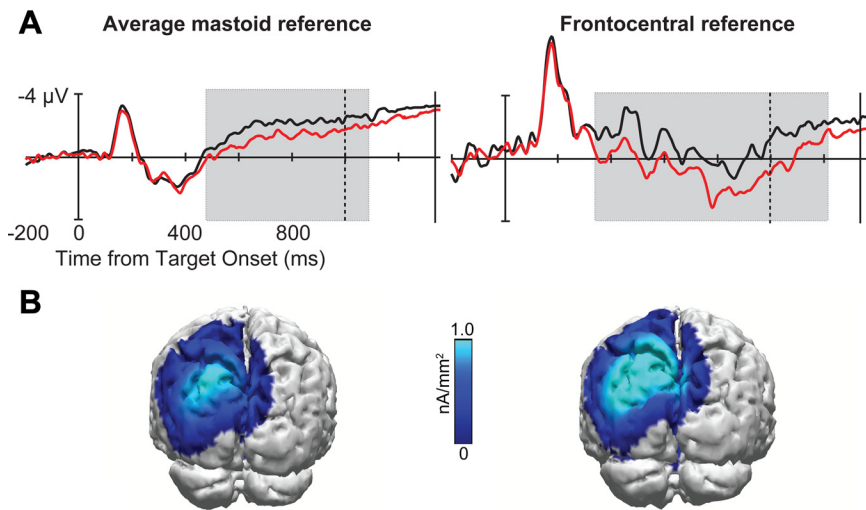 A
Average mastoid reference
Frontocentral reference
-4 µV
-200
0
400
800
Time from Target Onset (ms)
B
1.0
nA/mm²
0